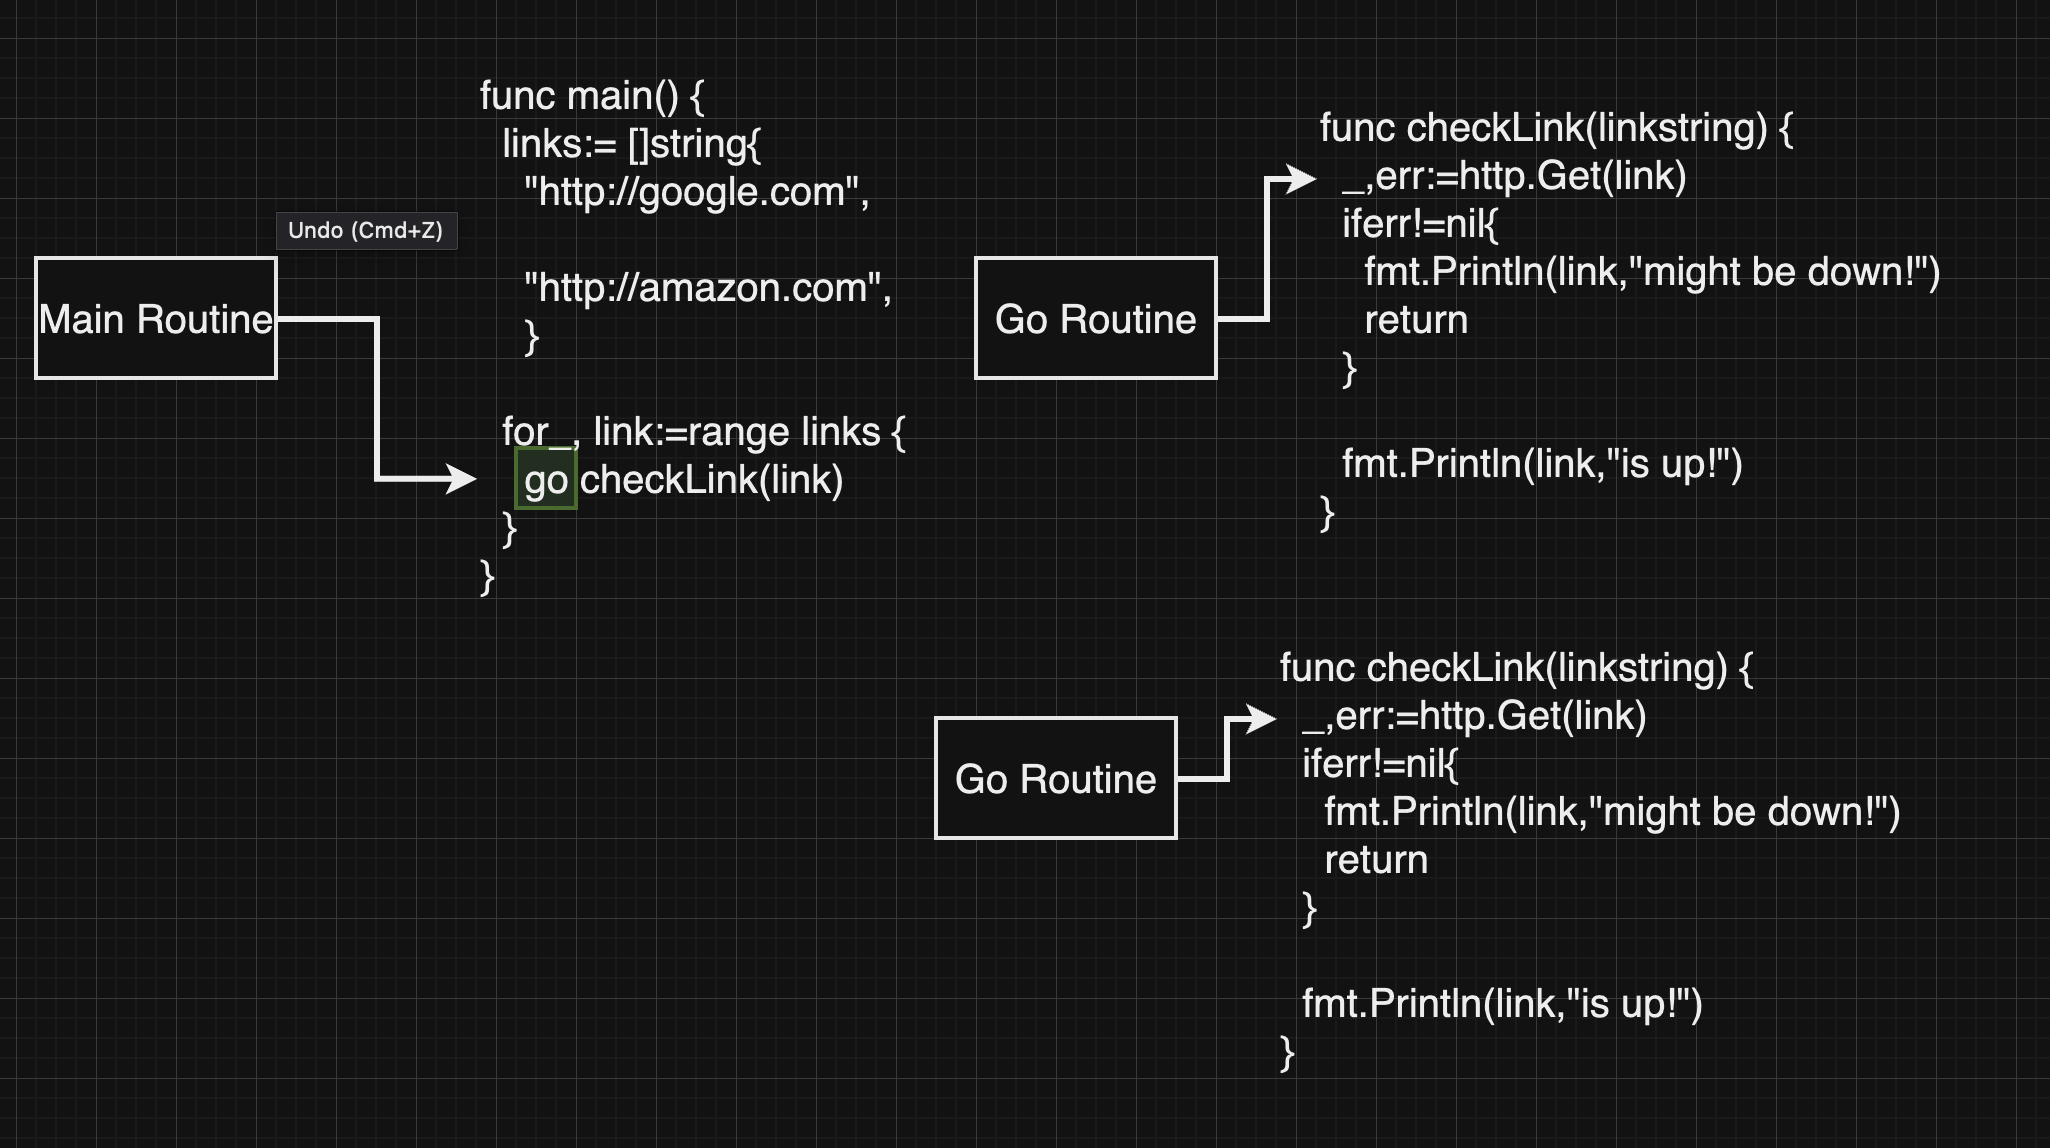 Main Routine
Undo (Cmd+Z)
func main() {
links:= []string{
"http://google.com",
"http://amazon.com",
}
for_, link:=range links {
go checkLink(link)
}
}
Go Routine
func checkLink(linkstring) {
_,err:=http.Get(link)
iferr!=nil{
fmt.Println(link,"might be down!")
return
}
fmt.Println(link,"is up!")
}
Go Routine
func checkLink(linkstring) {
_,err:=http.Get(link)
iferr!=nil{
fmt.Println(link,"might be down!")
return
}
fmt.Println(link,"is up!")
}